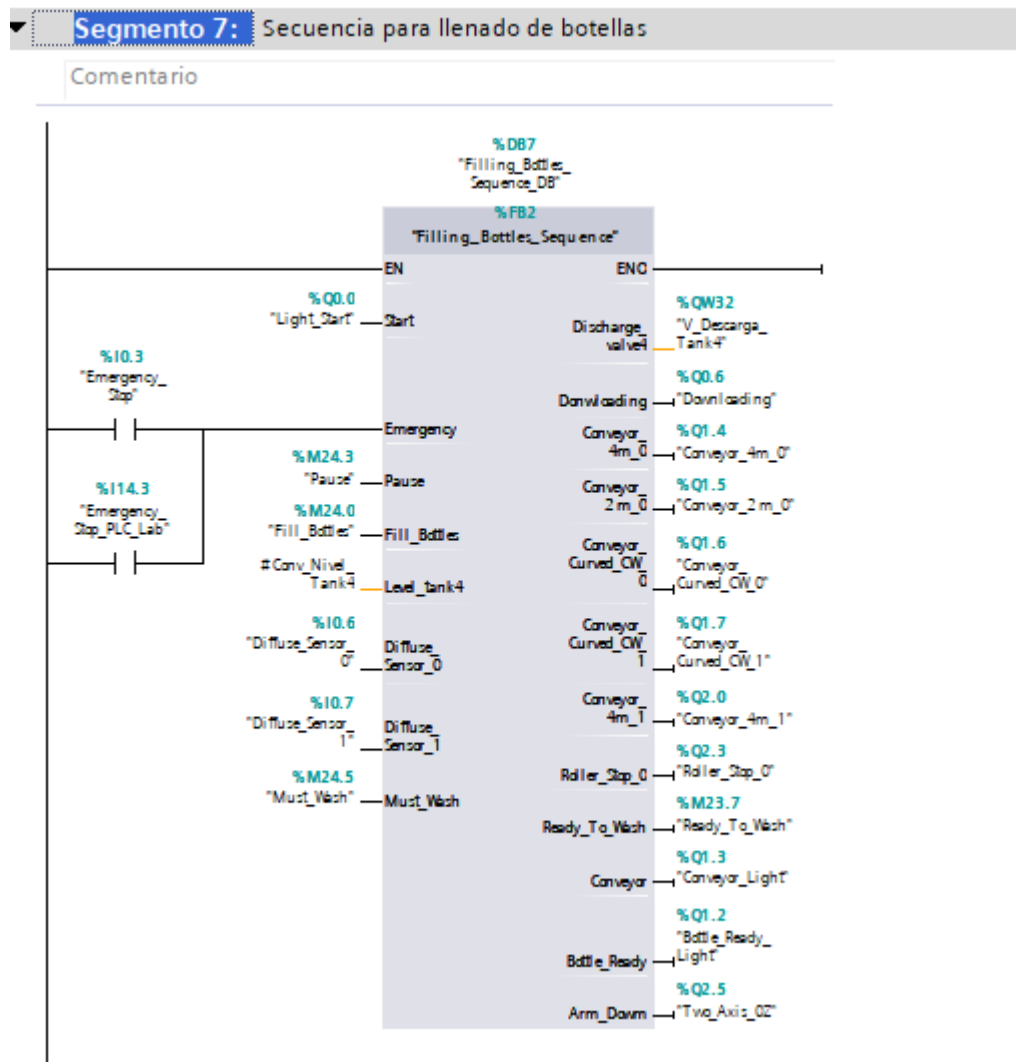 Segmento 7: Secuencia para llenado de botellas
Comentario
%DB7
"Filling_Bottles_
Sequence_DB"
%FB2
"Filling_Bottles_Sequence"
EN
ENO
%Q0.0
"Light_Start"
Start
%I0.3
"Emergency_
Stop"
Emergency
%I14.3
"Emergency_
Stop_PLC_Lab"
%M24.3
"Pause"
Pause
%M24.0
"Fill_Bottles"
Fill_Bottles
#Conv_Nivel_
Tank4
Level_tank4
%I0.6
"Diffuse_Sensor_
0"
Diffuse_
Sensor_0
%I0.7
"Diffuse_Sensor_
1"
Diffuse_
Sensor_1
%M24.5
"Must_Wash"
Must_Wash
Discharge_
valve4
%QW32
"V_Descarga_
Tank4"
Donwloading
%Q0.6
"Downloading"
Conveyor_
4m_0
%Q1.4
"Conveyor_4m_0"
Conveyor_
2m_0
%Q1.5
"Conveyor_2m_0"
Conveyor_
Curved_CW_
0
%Q1.6
"Conveyor_
Curved_CW_0"
Conveyor_
Curved_CW_
1
%Q1.7
"Conveyor_
Curved_CW_1"
Conveyor_
4m_1
%Q2.0
"Conveyor_4m_1"
Roller_Stop_0
%Q2.3
"Roller_Stop_0"
Ready_To_Wash
%M23.7
"Ready_To_Wash"
Conveyor
%Q1.3
"Conveyor_Light"
Bottle_Ready
%Q1.2
"Bottle_Ready_
Light"
Arm_Down
%Q2.5
"Two_Axis_0Z"